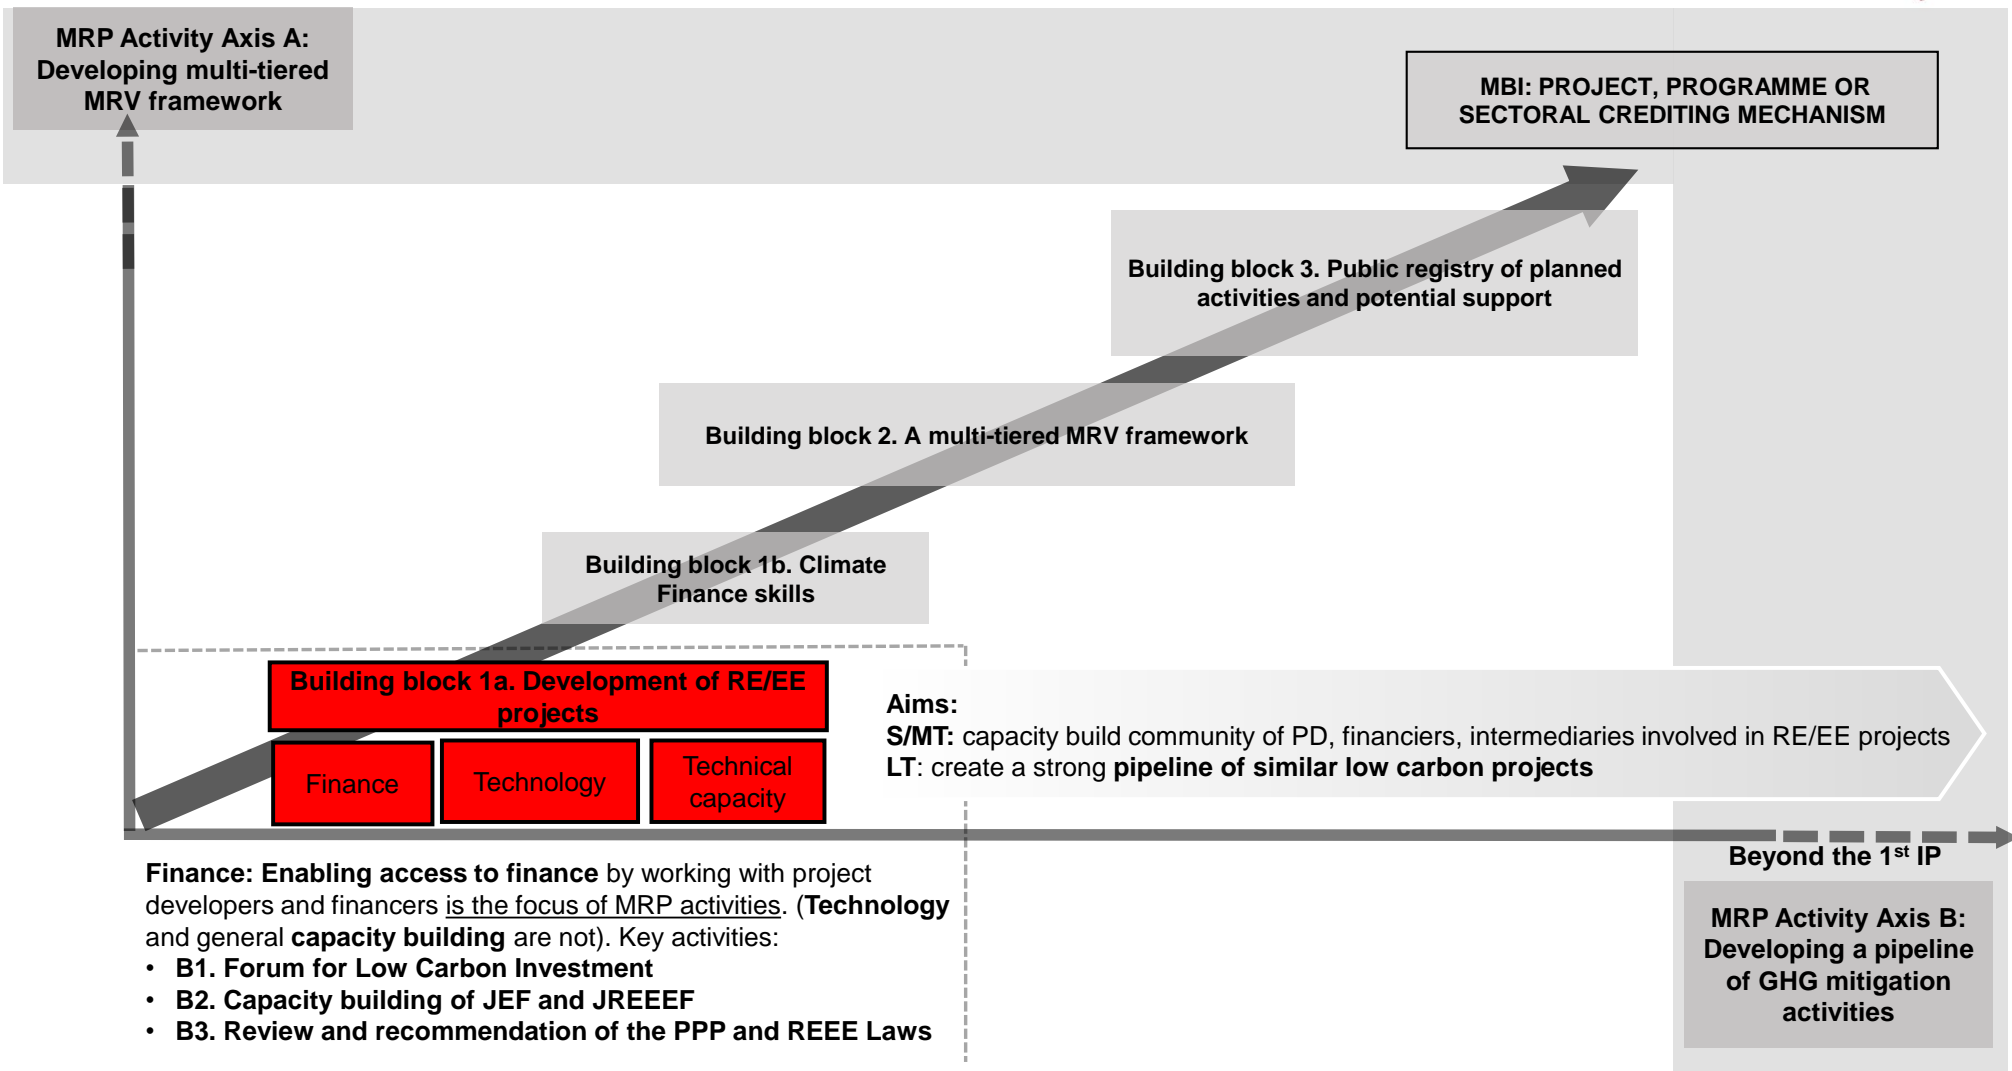 MRP Activity Axis A:
Developing multi-tiered
MRV framework
MBI: PROJECT, PROGRAMME OR
SECTORAL CREDITING MECHANISM
Building block 3. Public registry of planned
activities and potential support
Building block 2. A multi-tiered MRV framework
Building block 1b. Climate
Finance skills
Building block 1a. Development of RE/EE
projects
Finance
Technology
Technical
capacity
Aims:
S/MT: capacity build community of PD, financiers, intermediaries involved in RE/EE projects
LT: create a strong pipeline of similar low carbon projects
Finance: Enabling access to finance by working with project
developers and financers is the focus of MRP activities. (Technology
and general capacity building are not). Key activities:
• B1. Forum for Low Carbon Investment
• B2. Capacity building of JEF and JREEEF
• B3. Review and recommendation of the PPP and REEE Laws
Beyond the 1st IP
MRP Activity Axis B:
Developing a pipeline
of GHG mitigation
activities